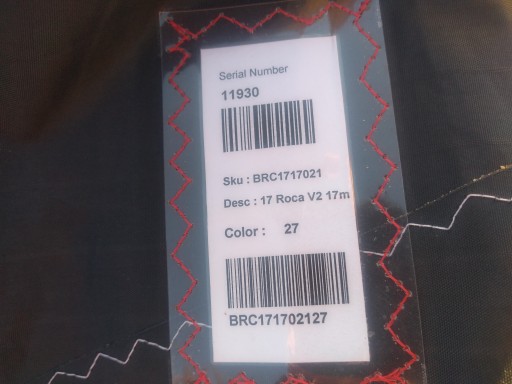 Serial Number
11930
Sku : BRC1717021
Desc : 17 Roca V2 17m
Color : 27
BRC171702127